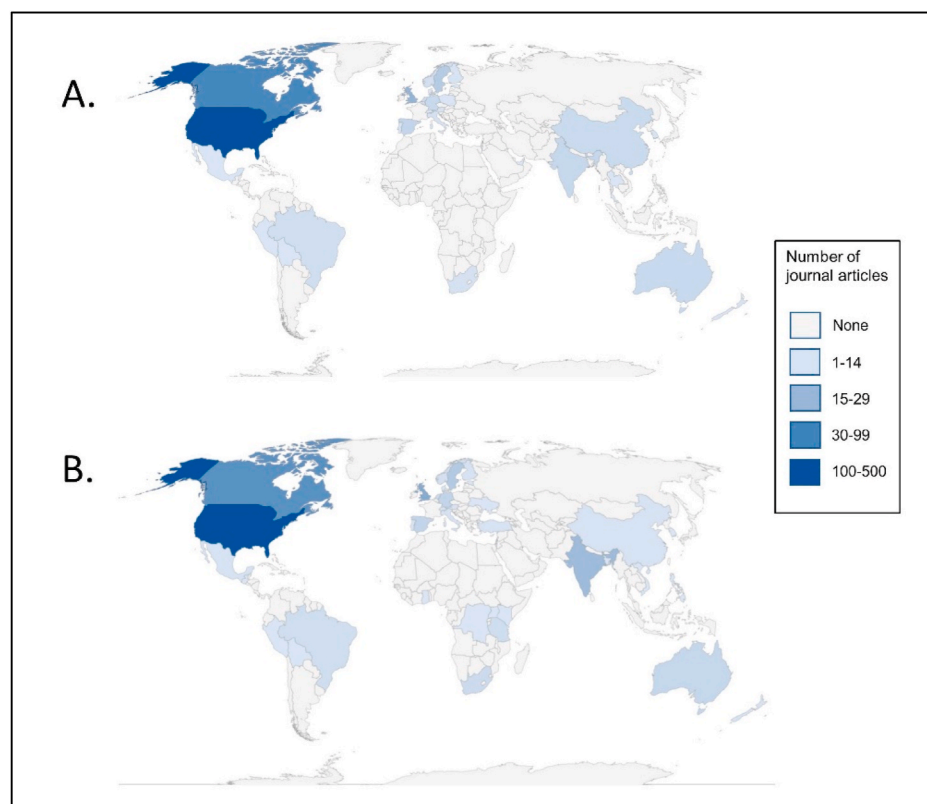 A.
Number of
journal articles
None
1-14
15-29
30-99
100-500
B.